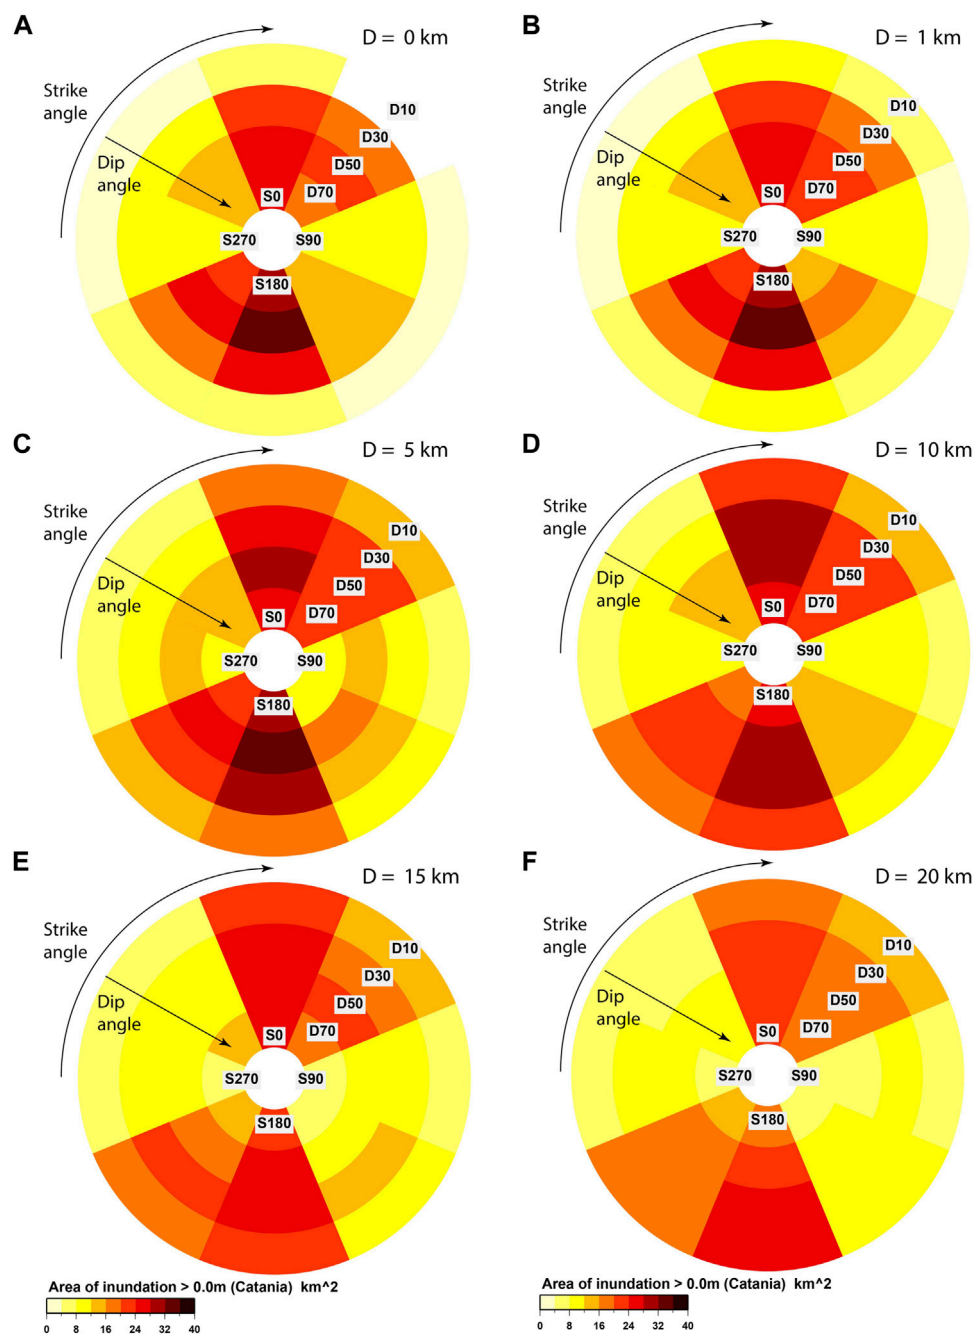 A
D = 0 km
Strike
angle
Dip
angle
D10
D30
D50
D70
S0
S270
S90
S180
B
D = 1 km
Strike
angle
Dip
angle
D10
D30
D50
D70
S0
S270
S90
S180
C
D = 5 km
Strike
angle
Dip
angle
D10
D30
D50
D70
S0
S270
S90
S180
D
D = 10 km
Strike
angle
Dip
angle
D10
D30
D50
D70
S0
S270
S90
S180
E
D = 15 km
Strike
angle
Dip
angle
D10
D30
D50
D70
S0
S270
S90
S180
F
D = 20 km
Strike
angle
Dip
angle
D10
D30
D50
D70
S0
S270
S90
S180
Area of inundation > 0.0m (Catania) km^2
0 8 16 24 32 40
Area of inundation > 0.0m (Catania) km^2
0 8 16 24 32 40